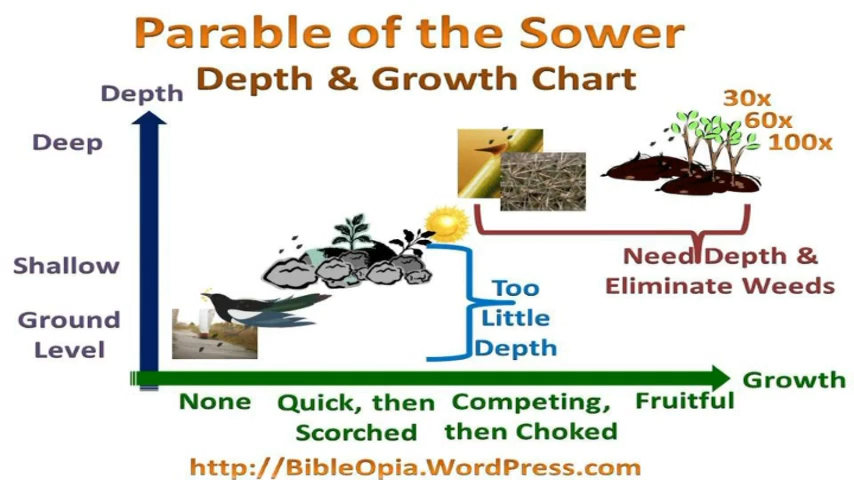 Parable of the Sower
Depth & Growth Chart
Depth
30x
60x
100x
Deep
Shallow
Ground
Level
Too
Little
Depth
Need Depth &
Eliminate Weeds
Growth
None
Quick, then
Scorched
Competing,
then Choked
Fruitful
http://BibleOpia.WordPress.com